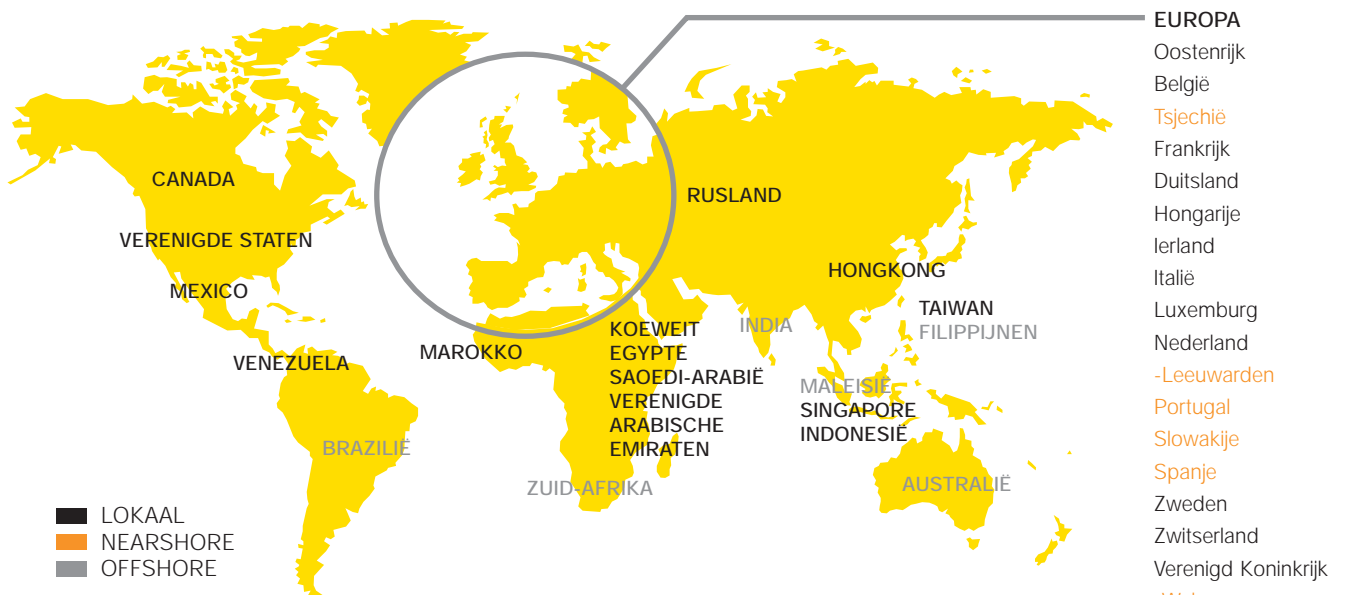 CANADA
VERENIGDE STATEN
MEXICO
VENEZUELA
BRAZILIË
MAROKKO
ZUID-AFRIKA
KOEWEIT
EGYPTE
SAOEDI-ARABIË
VERENIGDE
ARABISCHE
EMIRATEN
RUSLAND
INDIA
HONGKONG
TAIWAN
FILIPPIJNEN
MALEISIË
SINGAPORE
INDONESIË
AUSTRALIË
LOKAAL
NEARSHORE
OFFSHORE
EUROPA
Oostenrijk
België
Tsjechië
Frankrijk
Duitsland
Hongarije
Ierland
Italië
Luxemburg
Nederland
-Leeuwarden
Portugal
Slowakije
Spanje
Zweden
Zwitserland
Verenigd Koninkrijk